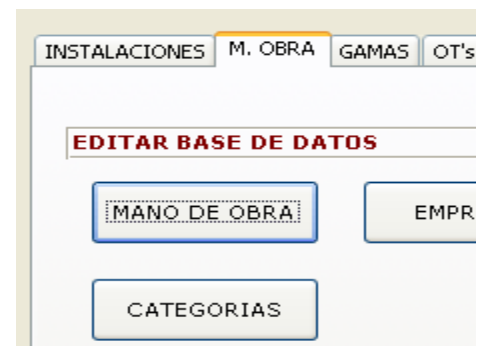 INSTALACIONES M. OBRA GAMAS OT's
EDITAR BASE DE DATOS
MANO DE OBRA
CATEGORIAS